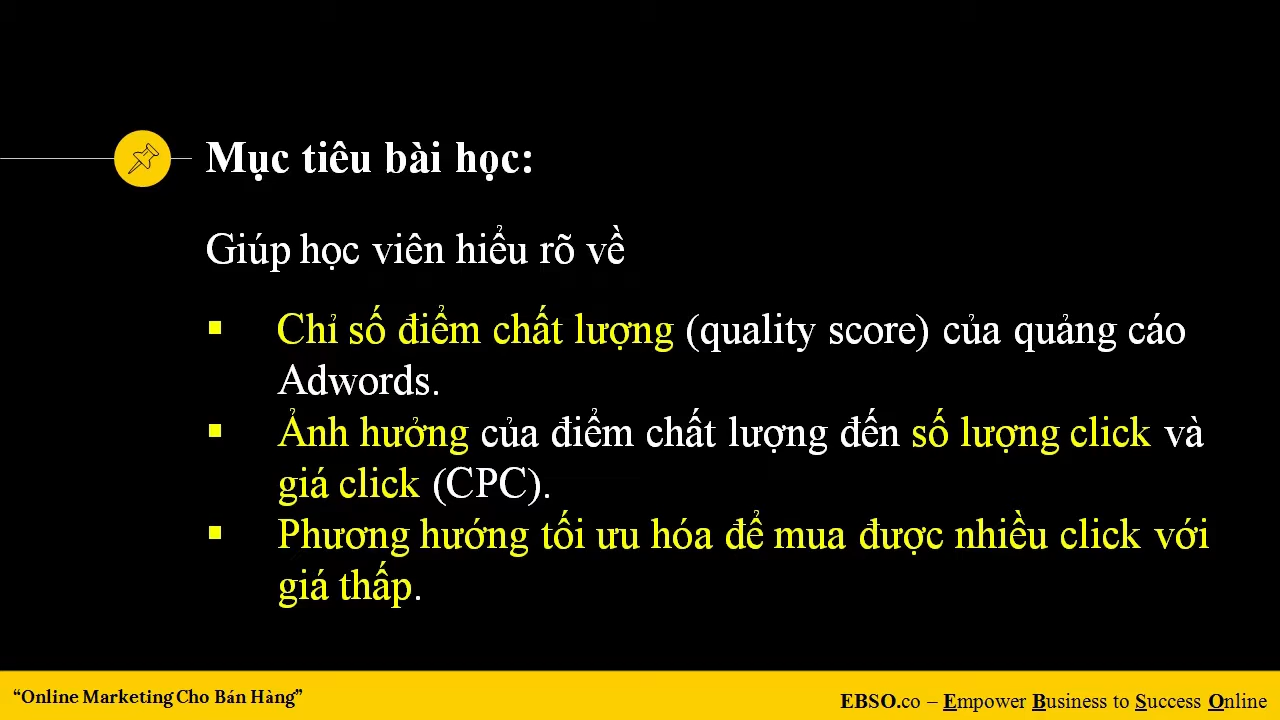 Mục tiêu bài học:
Giúp học viên hiểu rõ về
▪ Chỉ số điểm chất lượng (quality score) của quảng cáo
Adwords.
▪ Ảnh hưởng của điểm chất lượng đến số lượng click và
giá click (CPC).
▪ Phương hướng tối ưu hóa để mua được nhiều click với
giá thấp.
“Online Marketing Cho Bán Hàng”
EBSO.co – Empower Business to Success Online